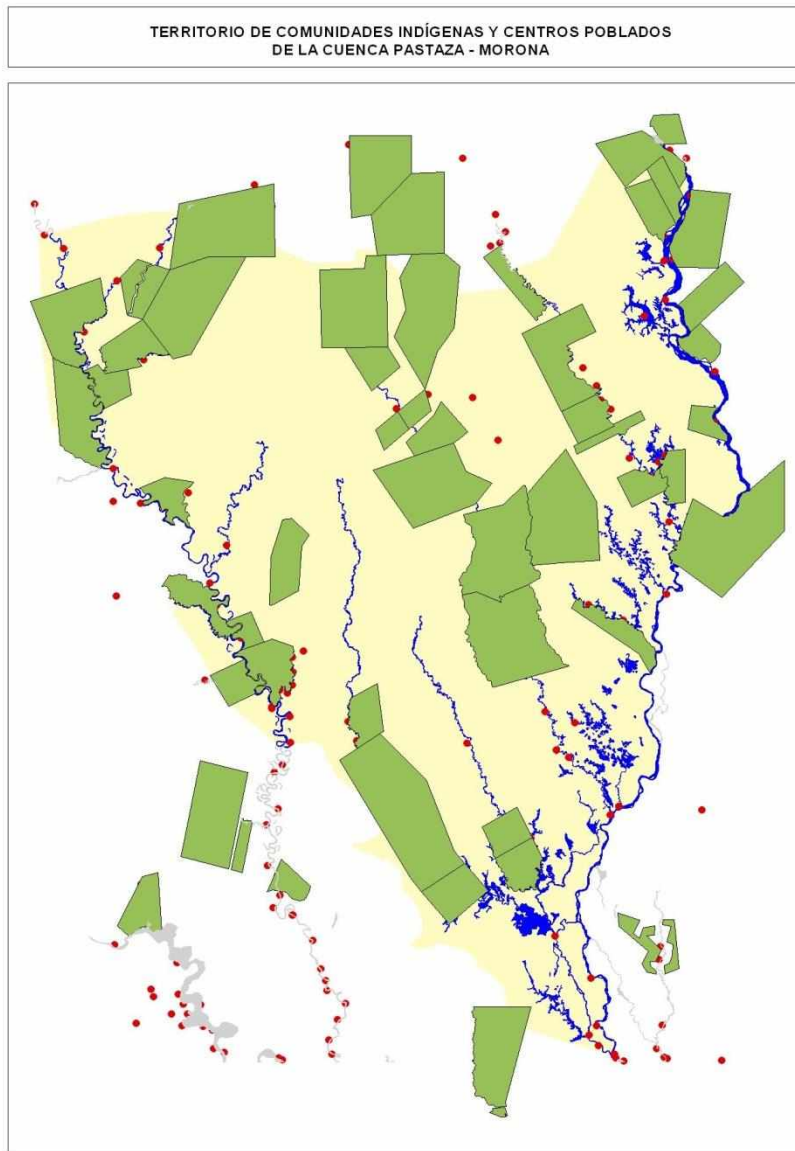 TERRITORIO DE COMUNIDADES INDÍGENAS Y CENTROS POBLADOS
DE LA CUENCA PASTAZA - MORONA